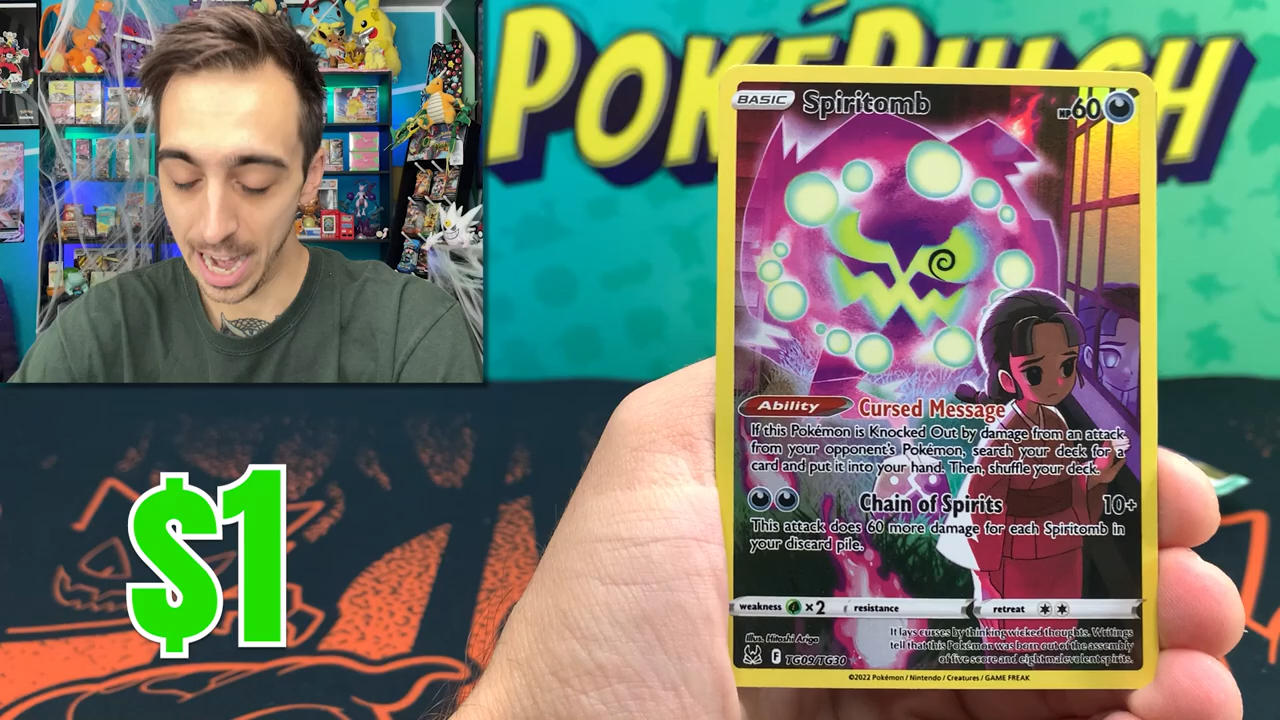 POKÉRULCH
BASIC Spiritomb HP60
Ability Cursed Message
If this Pokémon is Knocked Out by damage from an attack
from your opponent's Pokémon, search your deck for a
card and put it into your hand. Then, shuffle your deck.
Chain of Spirits 10+
This attack does 60 more damage for each Spiritomb in
your discard pile.
weakness ×2 resistance retreat
Illus. Hitoshi Ariga
It lays curses by thinking wicked thoughts. Writings
tell that this Pokémon was born out of the assembly
of five score and eight malevolent spirits.
F TG09/TG30
©2022 Pokémon / Nintendo / Creatures / GAME FREAK
$1